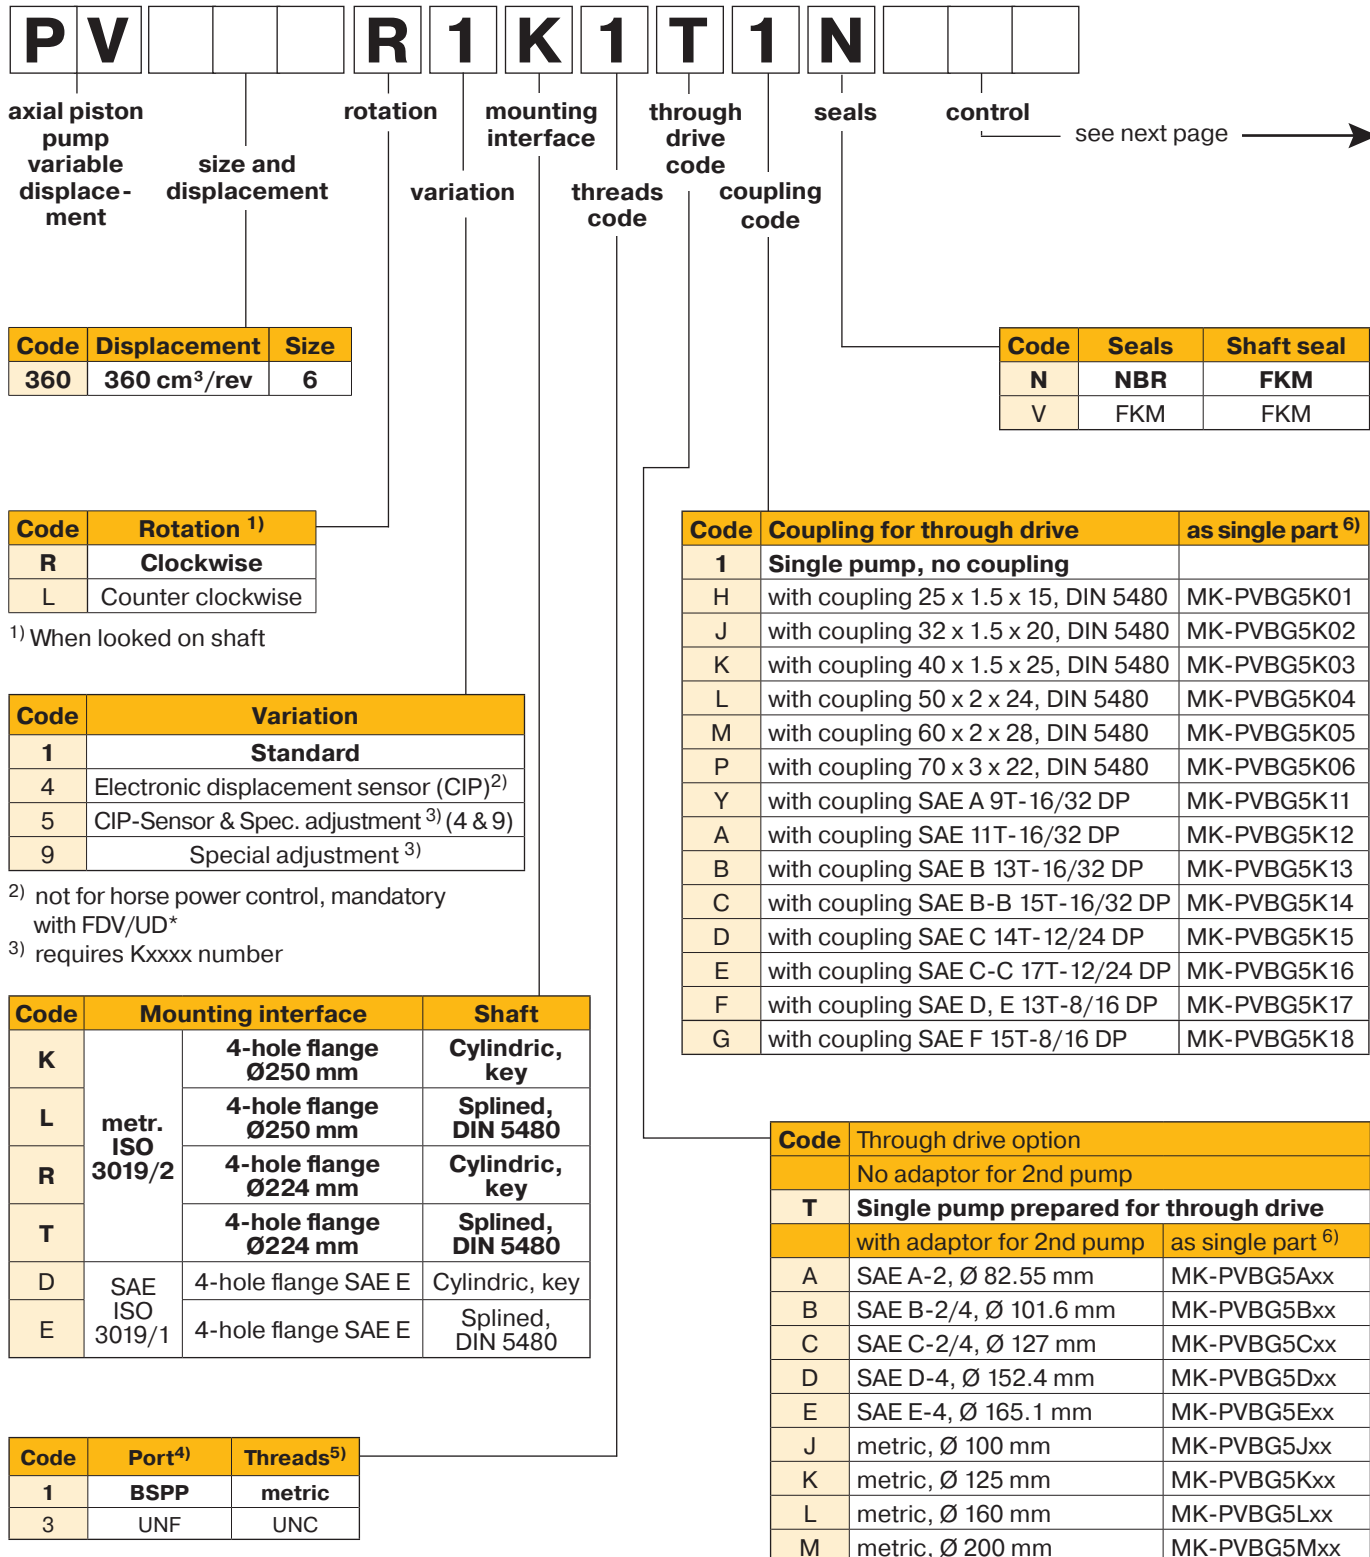 P V R 1 K 1 T 1 N
axial piston
pump
variable
displace-
ment
size and
displacement
rotation
variation
mounting
interface
threads
code
through
drive
code
coupling
code
seals
control
see next page
Code Displacement Size
360 360 cm³/rev 6
Code Seals Shaft seal
N NBR FKM
V FKM FKM
Code Rotation 1)
R Clockwise
L Counter clockwise
1) When looked on shaft
Code Variation
1 Standard
4 Electronic displacement sensor (CIP)2)
5 CIP-Sensor & Spec. adjustment 3) (4 & 9)
9 Special adjustment 3)
2) not for horse power control, mandatory
with FDV/UD*
3) requires Kxxxx number
Code Mounting interface Shaft
metr.
ISO
3019/2
K 4-hole flange
Ø250 mm
Cylindric,
key
L 4-hole flange
Ø250 mm
Splined,
DIN 5480
R 4-hole flange
Ø224 mm
Cylindric,
key
T 4-hole flange
Ø224 mm
Splined,
DIN 5480
SAE
ISO
3019/1
D 4-hole flange SAE E Cylindric, key
E 4-hole flange SAE E
Splined,
DIN 5480
Code Port4) Threads5)
1 BSPP metric
3 UNF UNC
Code Coupling for through drive as single part 6)
1 Single pump, no coupling
H with coupling 25 x 1.5 x 15, DIN 5480 MK-PVBG5K01
J with coupling 32 x 1.5 x 20, DIN 5480 MK-PVBG5K02
K with coupling 40 x 1.5 x 25, DIN 5480 MK-PVBG5K03
L with coupling 50 x 2 x 24, DIN 5480 MK-PVBG5K04
M with coupling 60 x 2 x 28, DIN 5480 MK-PVBG5K05
P with coupling 70 x 3 x 22, DIN 5480 MK-PVBG5K06
Y with coupling SAE A 9T-16/32 DP MK-PVBG5K11
A with coupling SAE 11T-16/32 DP MK-PVBG5K12
B with coupling SAE B 13T-16/32 DP MK-PVBG5K13
C with coupling SAE B-B 15T-16/32 DP MK-PVBG5K14
D with coupling SAE C 14T-12/24 DP MK-PVBG5K15
E with coupling SAE C-C 17T-12/24 DP MK-PVBG5K16
F with coupling SAE D, E 13T-8/16 DP MK-PVBG5K17
G with coupling SAE F 15T-8/16 DP MK-PVBG5K18
Code Through drive option
No adaptor for 2nd pump
T Single pump prepared for through drive
with adaptor for 2nd pump as single part 6)
A SAE A-2, Ø 82.55 mm MK-PVBG5Axx
B SAE B-2/4, Ø 101.6 mm MK-PVBG5Bxx
C SAE C-2/4, Ø 127 mm MK-PVBG5Cxx
D SAE D-4, Ø 152.4 mm MK-PVBG5Dxx
E SAE E-4, Ø 165.1 mm MK-PVBG5Exx
J metric, Ø 100 mm MK-PVBG5Jxx
K metric, Ø 125 mm MK-PVBG5Kxx
L metric, Ø 160 mm MK-PVBG5Lxx
M metric, Ø 200 mm MK-PVBG5Mxx